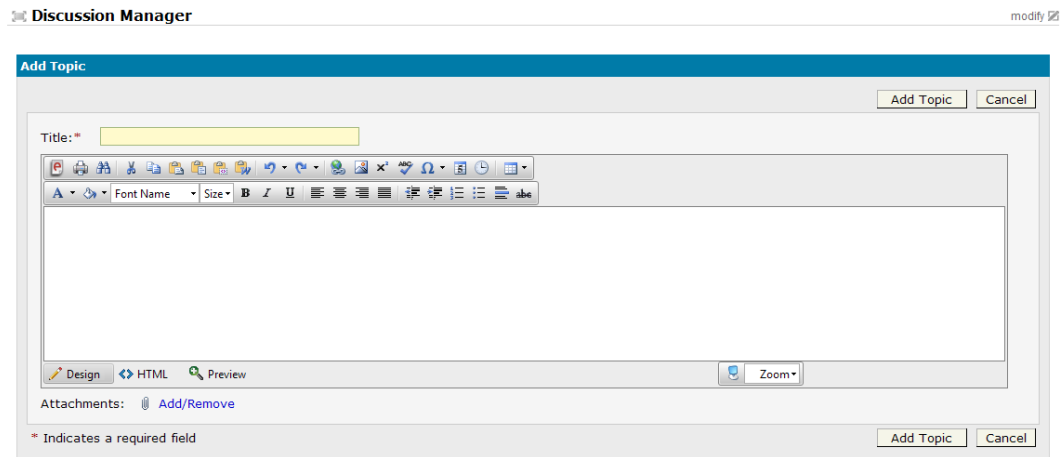 Discussion Manager
modify
Add Topic
Add Topic Cancel
Title:*
A Font Name Size B I U abc
Design HTML Preview Zoom
Attachments: Add/Remove
* Indicates a required field Add Topic Cancel